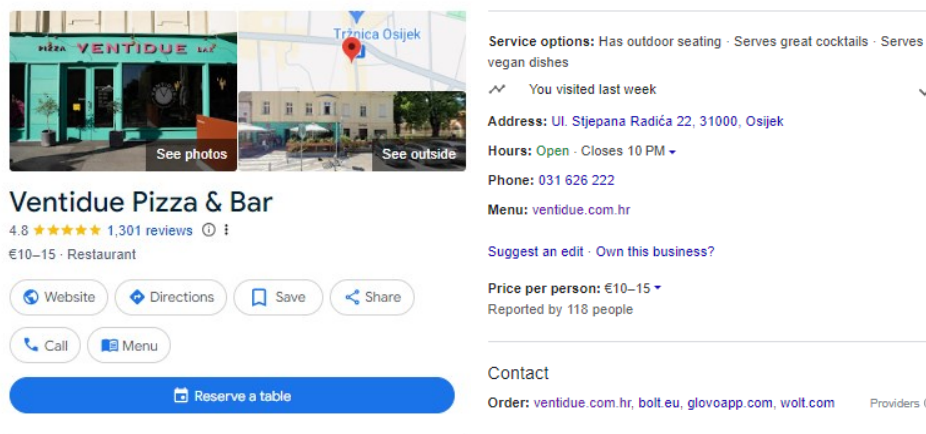 PIZZA VENTIDUE BAR
Tržnica Osijek
See photos
See outside
Ventidue Pizza & Bar
4.8 1,301 reviews
€10–15 · Restaurant
Website
Directions
Save
Share
Call
Menu
Reserve a table
Service options: Has outdoor seating · Serves great cocktails · Serves
vegan dishes
You visited last week
Address: Ul. Stjepana Radića 22, 31000, Osijek
Hours: Open · Closes 10 PM
Phone: 031 626 222
Menu: ventidue.com.hr
Suggest an edit · Own this business?
Price per person: €10–15
Reported by 118 people
Contact
Order: ventidue.com.hr, bolt.eu, glovoapp.com, wolt.com
Providers